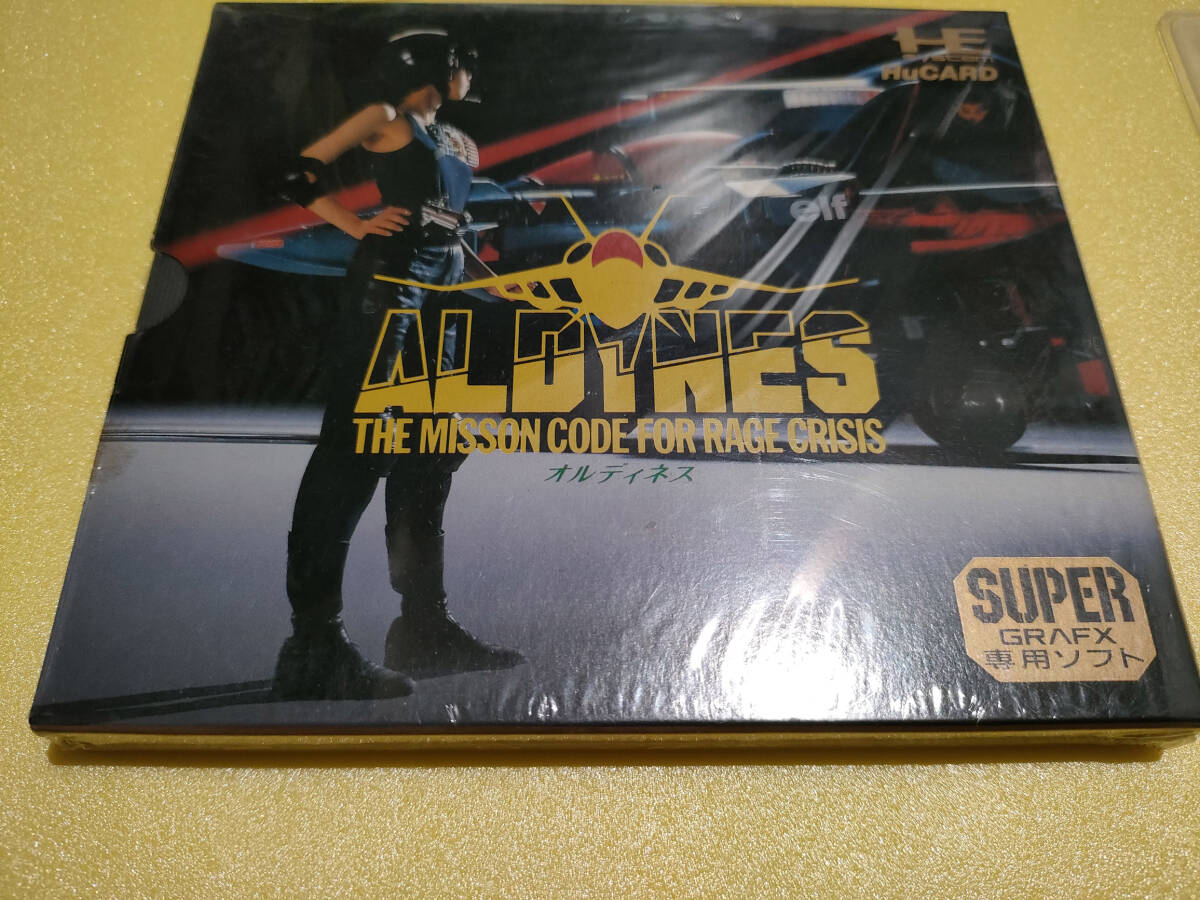 HE
SYSTEM
HuCARD
elf
ALDYNES
THE MISSON CODE FOR RAGE CRISIS
オルディネス
SUPER
GRAFX
専用ソフト